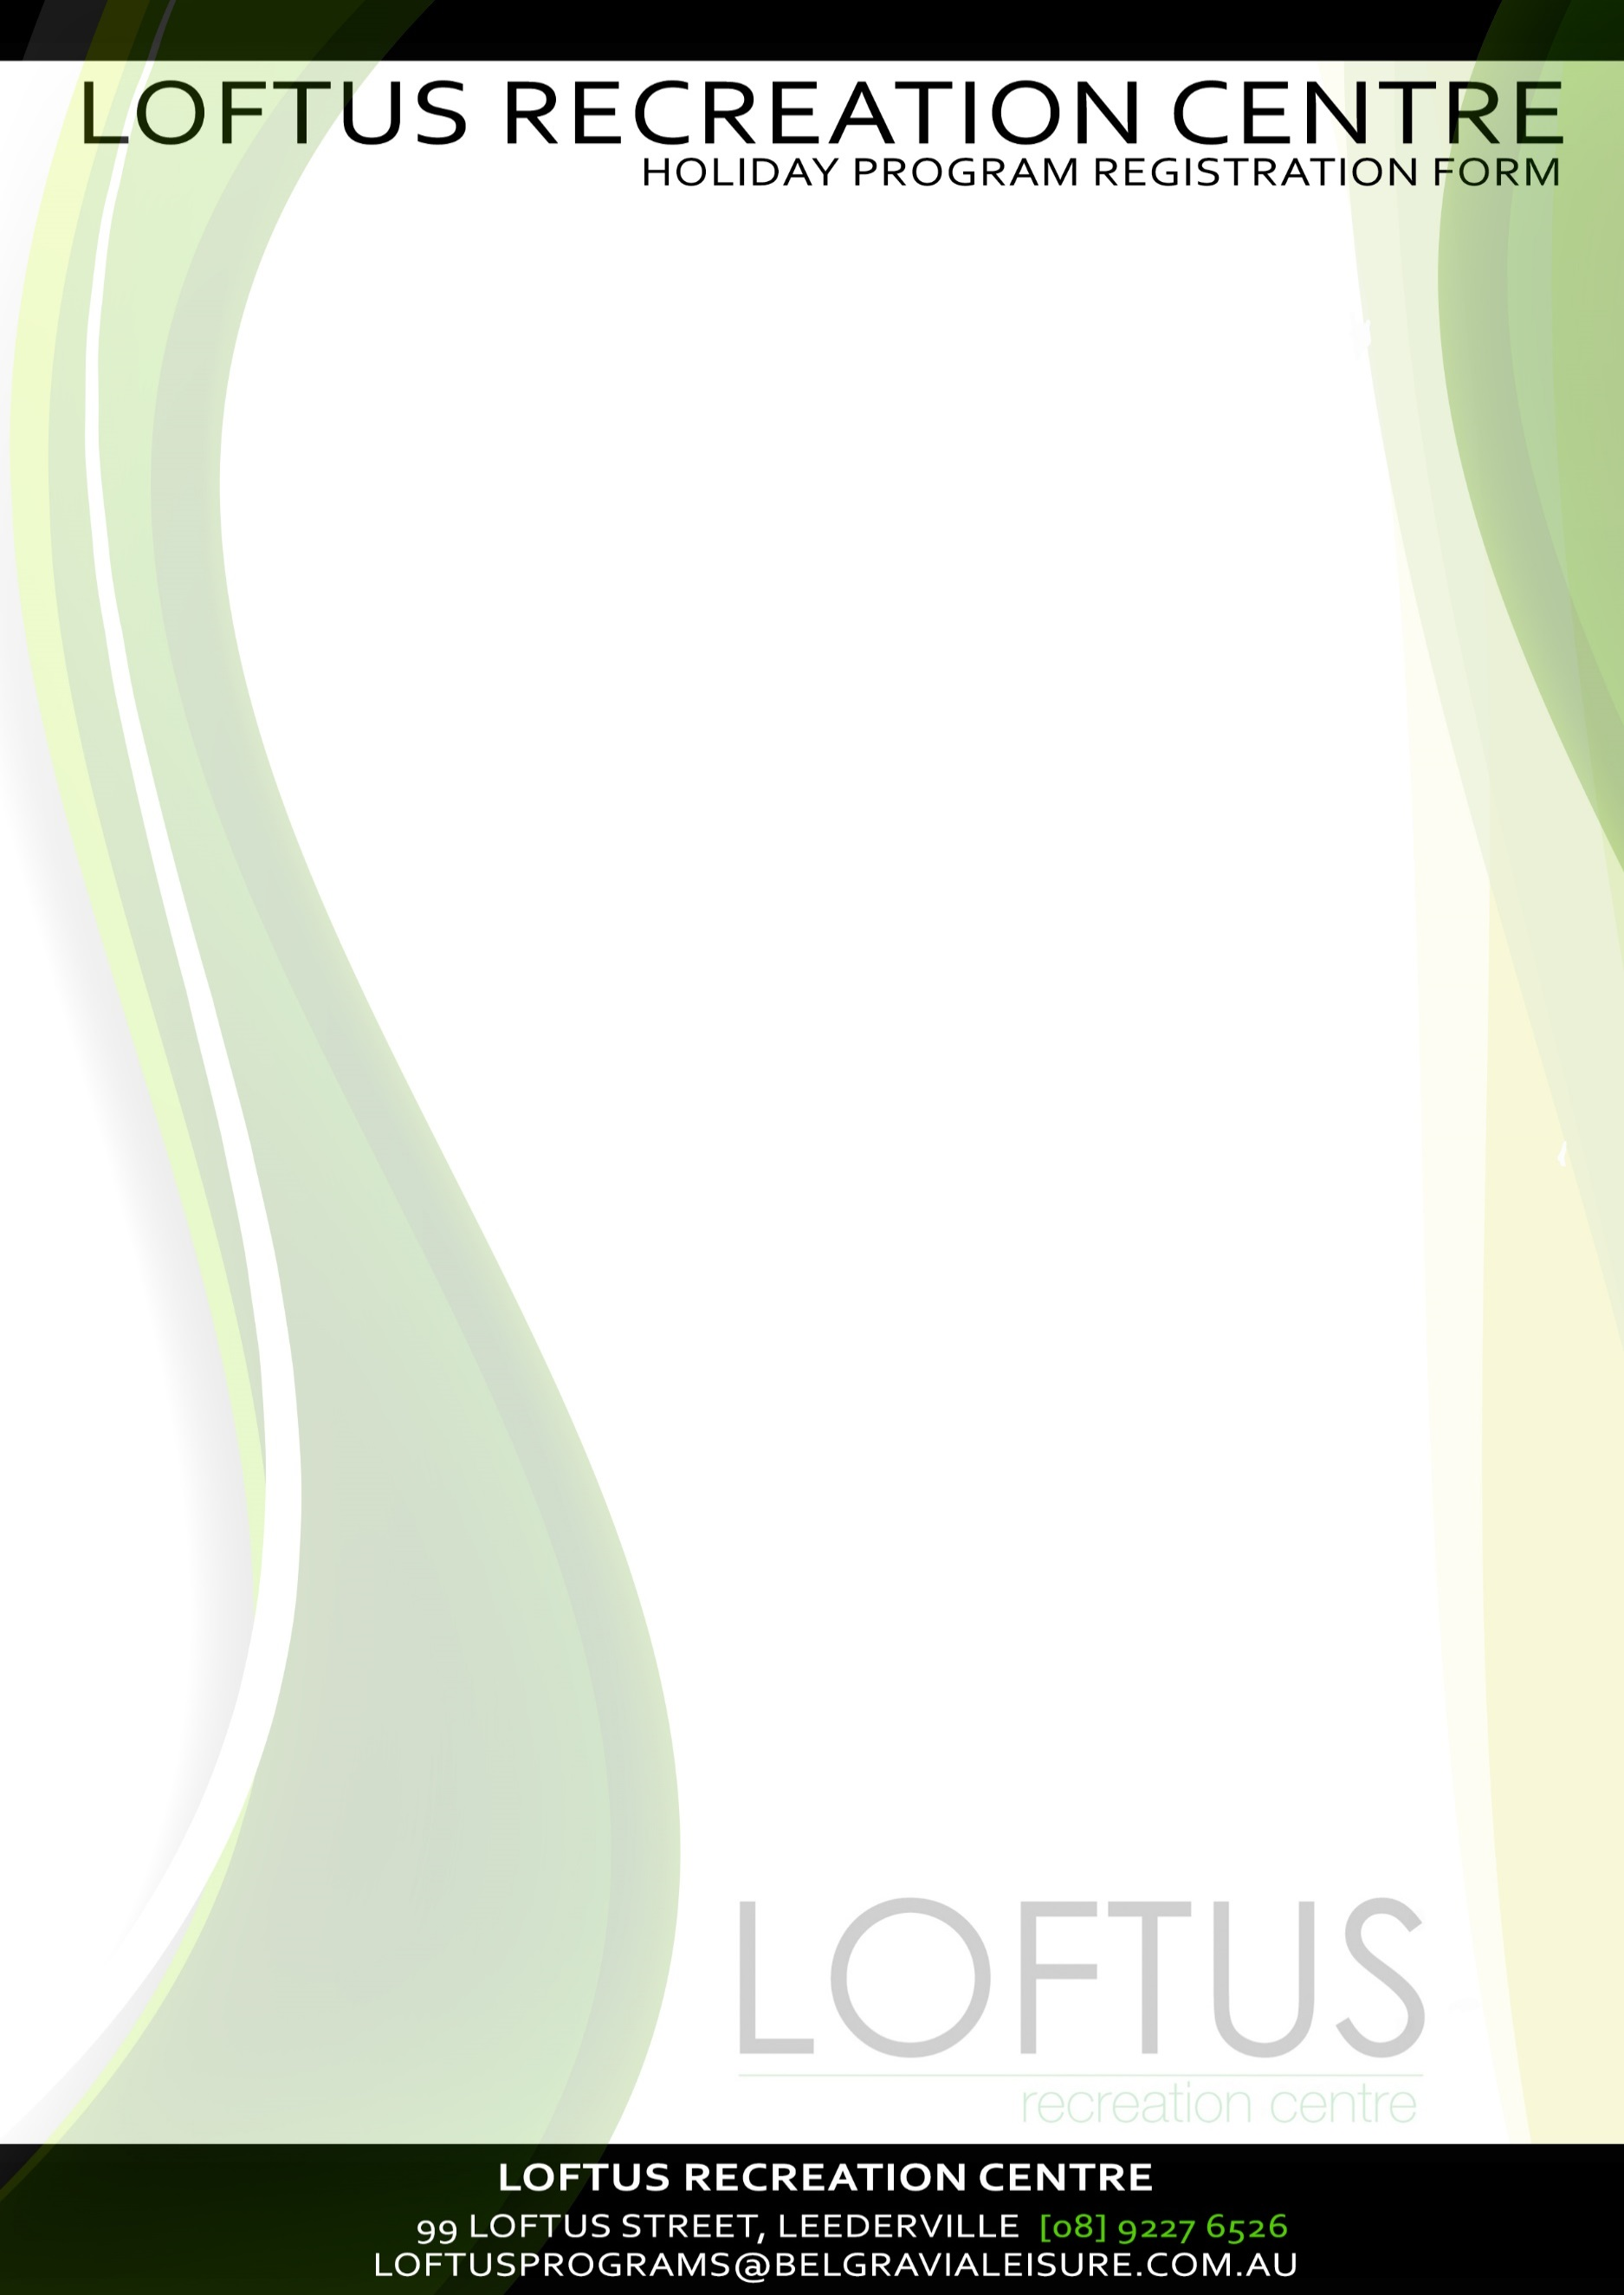 LOFTUS RECREATION CENTRE
HOLIDAY PROGRAM REGISTRATION FORM
LOFTUS
recreation centre
LOFTUS RECREATION CENTRE
99 LOFTUS STREET, LEEDERVILLE [08] 9227 6526
LOFTUSPROGRAMS@BELGRAVIALEISURE.COM.AU